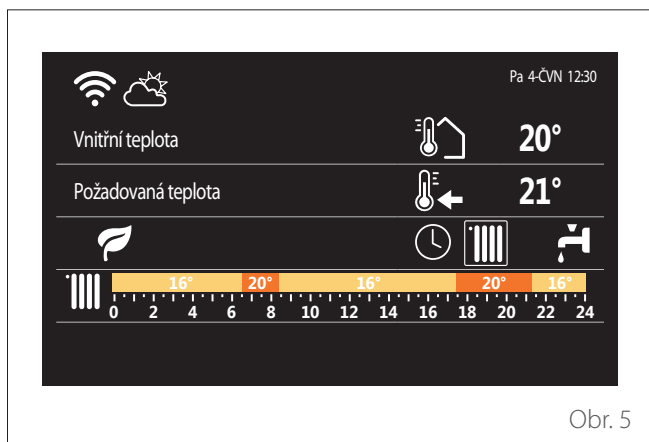 Pa 4-ČVN 12:30
Vnitřní teplota 20°
Požadovaná teplota 21°
16° 20° 16° 20° 16°
0 2 4 6 8 10 12 14 16 18 20 22 24
Obr. 5